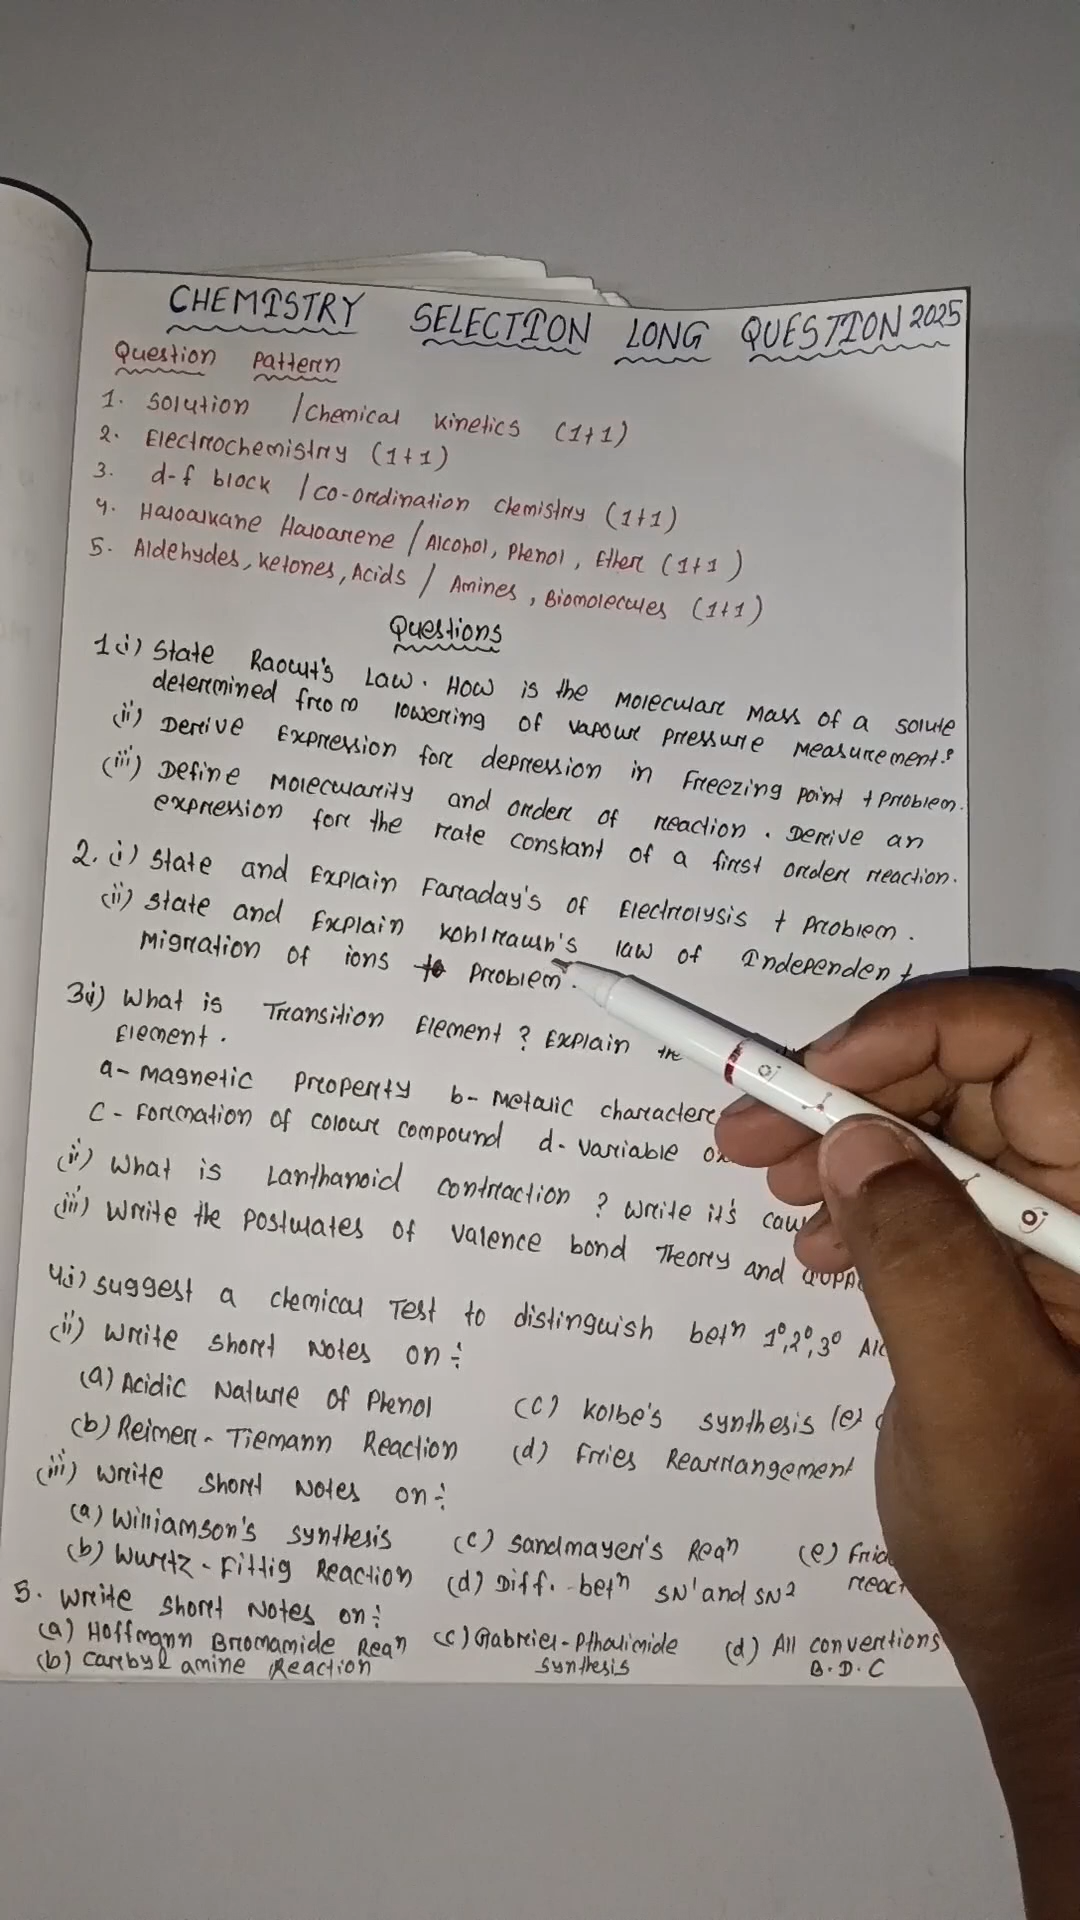 CHEMISTRY SELECTION LONG QUESTION 2025
Question Pattern
1. Solution / Chemical Kinetics (1+1)
2. Electrochemistry (1+1)
3. d-f block / co-ordination chemistry (1+1)
4. Haloalkane Haloarene / Alcohol, Phenol, Ether (1+1)
5. Aldehydes, Ketones, Acids / Amines, Biomolecules (1+1)
Questions
1(i) State Raoult's Law. How is the Molecular Mass of a solute
determined from lowering of vapour pressure measurement?
(ii) Derive Expression for depression in Freezing point + Problem.
(iii) Define Molecularity and order of reaction. Derive an
expression for the rate constant of a first order reaction.
2. i) State and Explain Faraday's of Electrolysis + Problem.
(ii) State and Explain Kohlraush's law of Independent
Migration of ions Problem.
3(i) What is Transition Element? Explain the
Element.
a- Magnetic Property b- Metalic character
c- Formation of colour compound d- variable
(ii) What is Lanthanoid contraction? Write it's
(iii) Write the Postulates of Valence bond Theory and
4(i) suggest a chemical Test to distinguish betn 1°,2°,3°
(ii) Write short Notes on ÷
(a) Acidic Nature of Phenol (c) Kolbe's synthesis (e)
(b) Reimer-Tiemann Reaction (d) Fries Rearrangement
(iii) Write Short Notes on ÷
(a) Williamson's synthesis (c) Sandmayer's Reaⁿ (e)
(b) Wurtz-Fittig Reaction (d) Diff. betn SN¹ and SN²
5. Write Short Notes on ÷
(a) Hoffmann Bromamide Reaⁿ (c) Gabriel-Pthalimide (d) All conventions
(b) Carbyl amine Reaction synthesis B.D.C